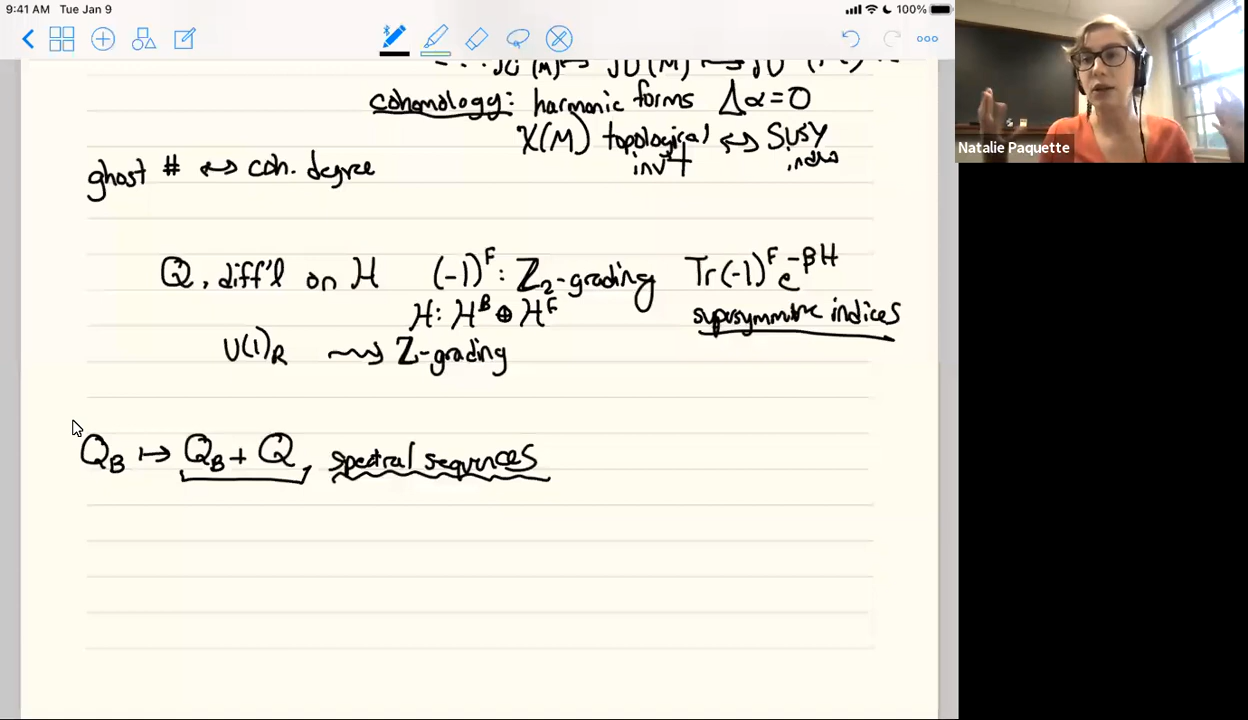 9:41 AM Tue Jan 9
100%
Natalie Paquette
cohomology: harmonic forms Δα=0
χ(M) topological ↔ SUSY
inv't index
ghost # ↔ coh. degree
Q, diff'l on H (-1)^F: Z_2-grading Tr(-1)^F e^{-βH}
H: H^B ⊕ H^F supersymmetric indices
U(1)_R ⇝ Z-grading
Q_B ↦ Q_B + Q, spectral sequences